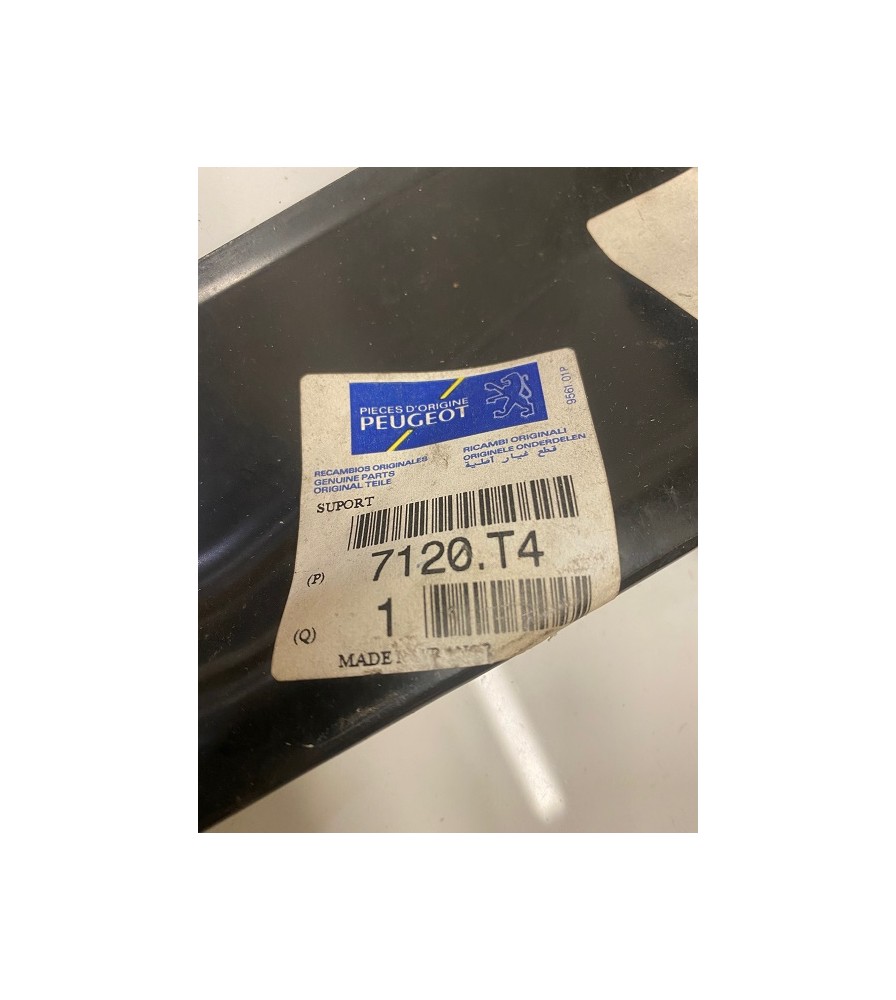 PIECES D'ORIGINE
PEUGEOT
9561.01P
RECAMBIOS ORIGINALES
GENUINE PARTS
ORIGINAL TEILE
RICAMBI ORIGINALI
ORIGINELE ONDERDELEN
قطع غيار أصلية
SUPORT
(P) 7120.T4
(Q) 1
MADE